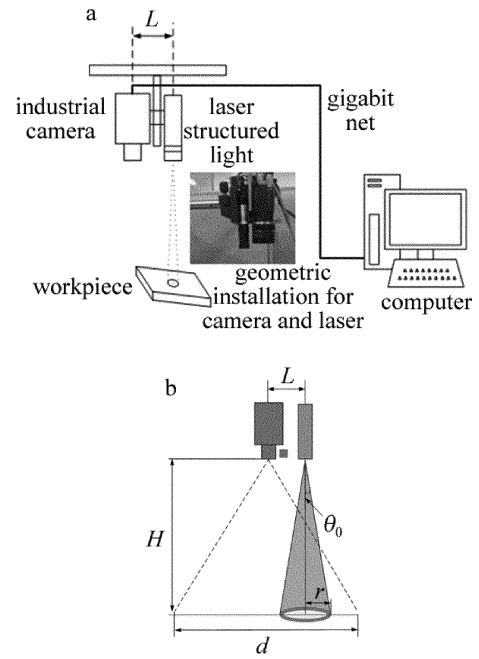 a
L
industrial
camera
laser
structured
light
gigabit
net
workpiece
geometric
installation for
camera and laser
computer
b
L
H
θ0
r
d